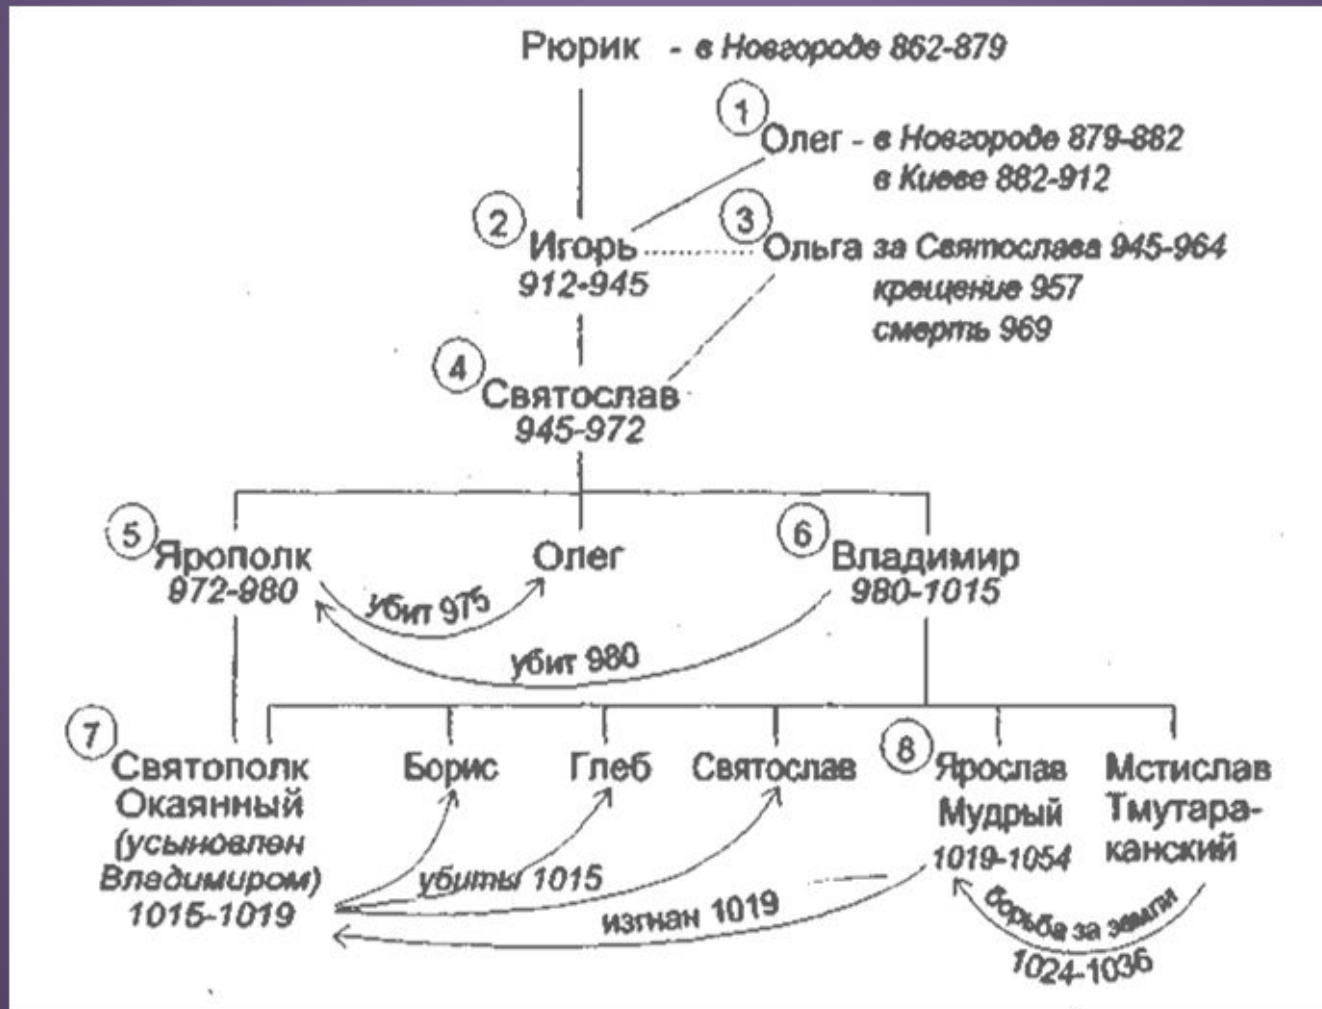 Рюрик - в Новгороде 862-879
1
Олег - в Новгороде 879-882
в Киеве 882-912
2
Игорь
912-945
3
Ольга за Святослава 945-964
крещение 957
смерть 969
4
Святослав
945-972
5
Ярополк
972-980
Олег
6
Владимир
980-1015
убит 975
убит 980
7
Святополк
Окаянный
(усыновлен
Владимиром)
1015-1019
Борис
Глеб
Святослав
8
Ярослав
Мудрый
1019-1054
Мстислав
Тмутара-
канский
убиты 1015
изгнан 1019
борьба за земли
1024-1036